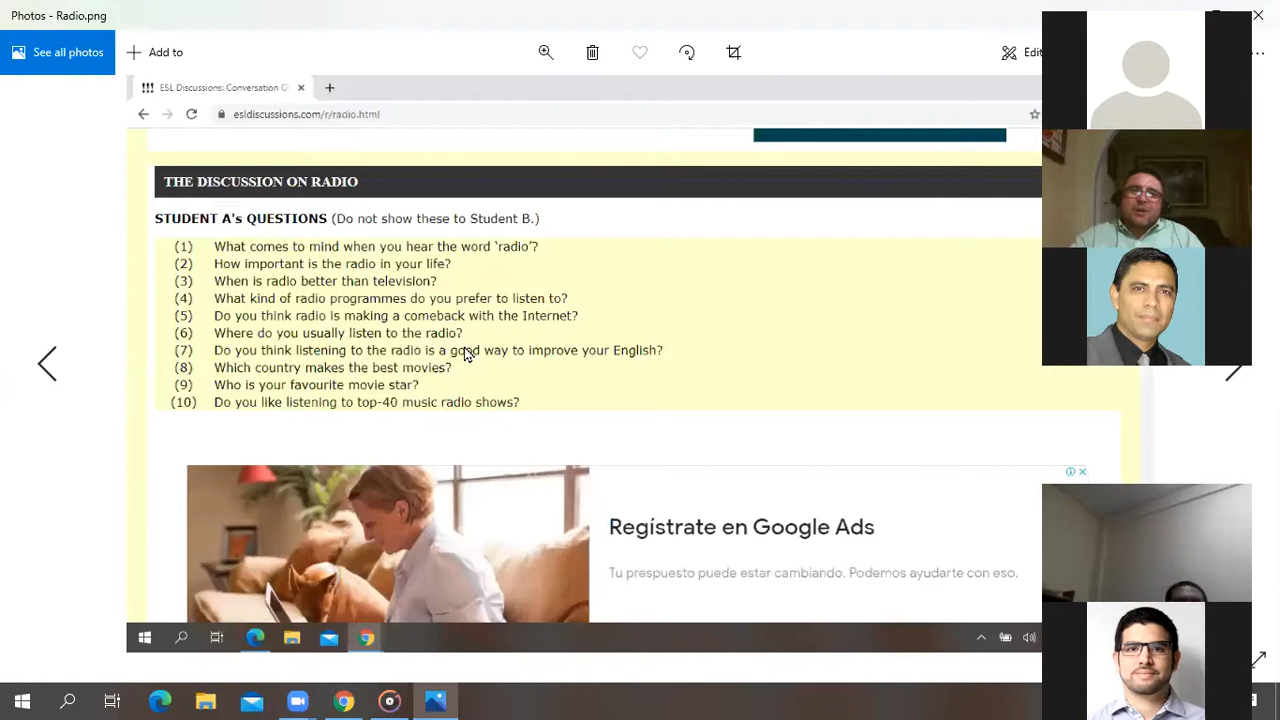 Photos - Radio.png
See all photos
Add to
Edit
ESL Discussions: Conversation Q
esldiscussions.com/r/radio.html
THE DISCUSSION ON RADIO
STUDENT A's QUESTIONS (Do not show these to Student B.)
(1) What comes to mind when you hear the word ‘radio’?
(2) How important is the radio in your life?
(3) When is radio better than television?
(4) What kind of radio programmes do you prefer to listen to?
(5) Do you think radio is making a comeback with the Internet?
(6) Where do you usually listen to the radio?
(7) Do you think listening to the radio is a good way to improve your English?
(8) Which country makes the best movies?
(9) Who is your favourite movie star?
(10) Do you like listening to top-40 music radio shows?
Regístrate en Google Ads
Tu prespuesto puede estar cambiando. Podemos ayudarte con eso.